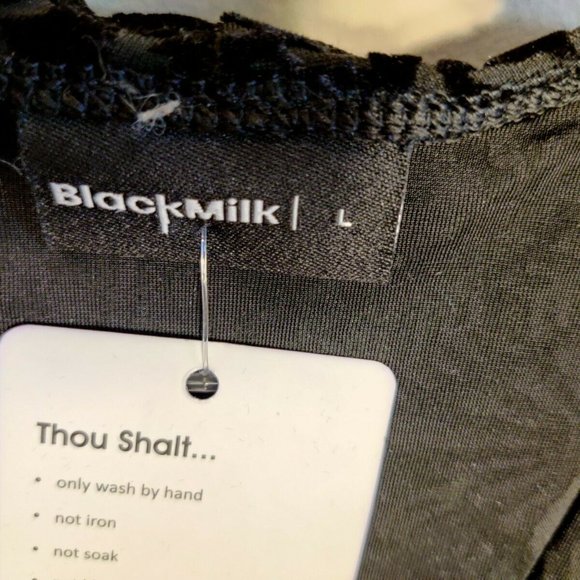 BlackMilk| L
Thou Shalt...
• only wash by hand
• not iron
• not soak